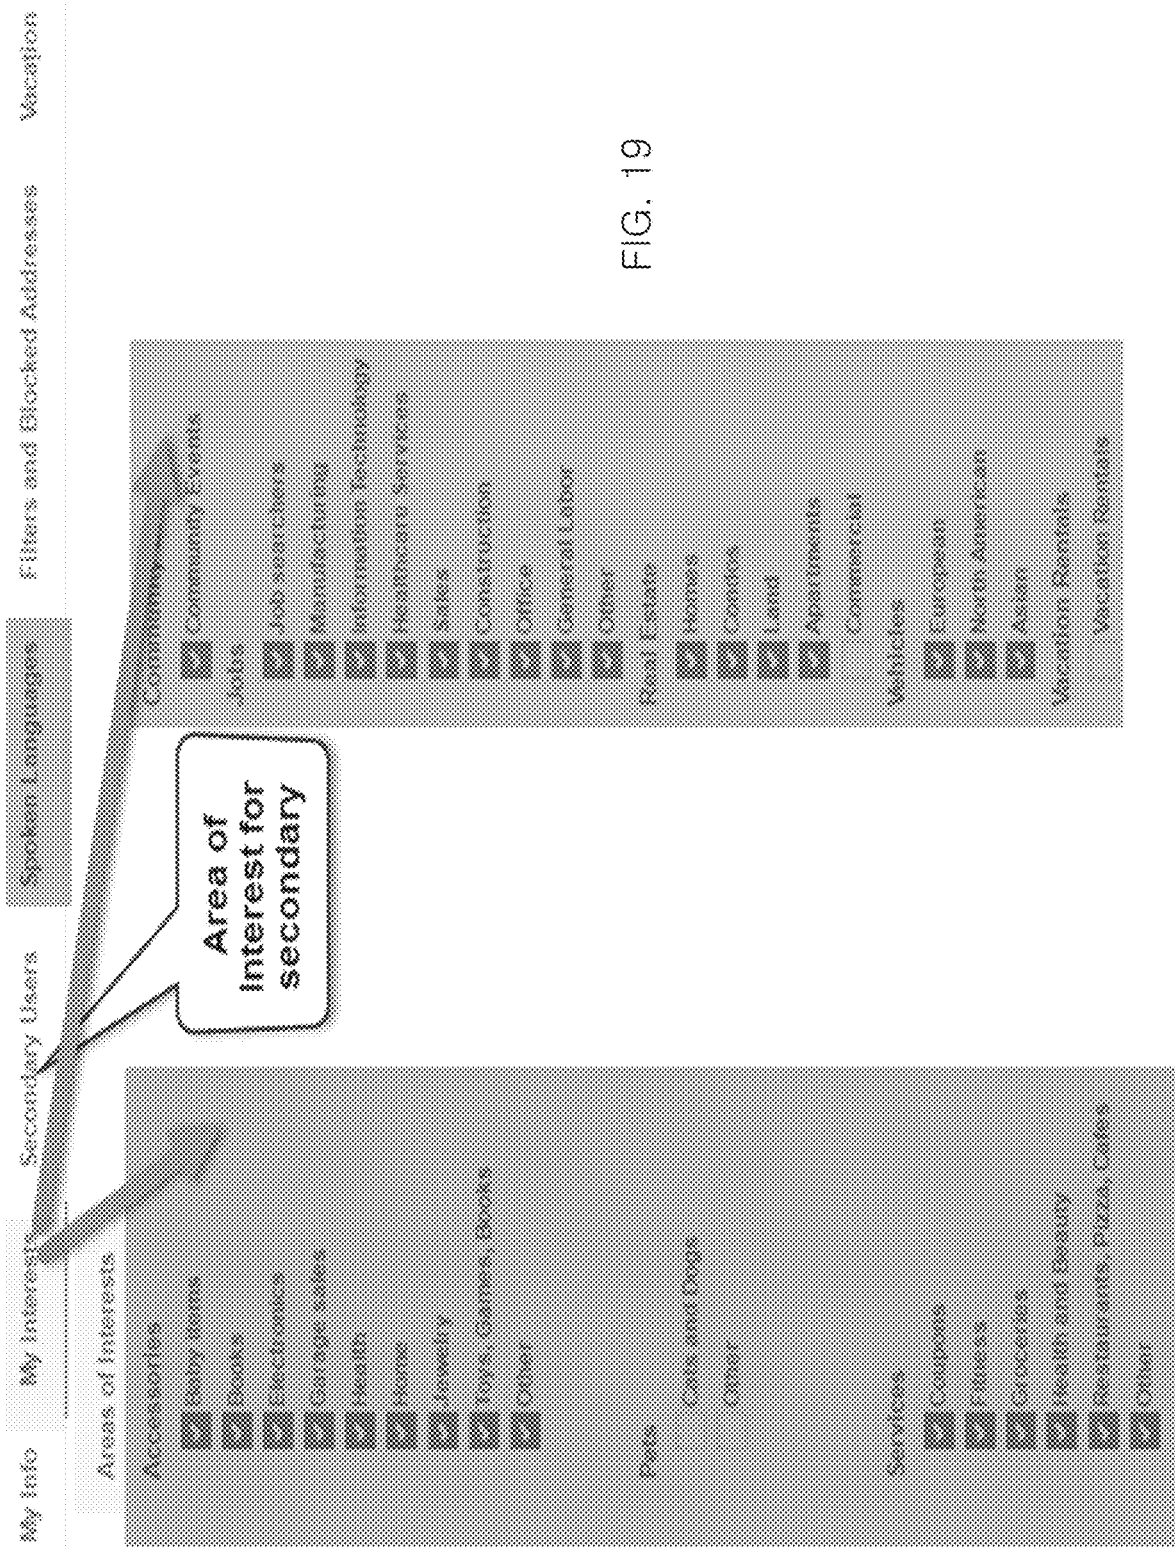 My Info
My Interests
Secondary Users
Spoken Languages
Filters and Blocked Addresses
Vacation
Areas of Interests
Accessories
Baby Items
Books
Electronics
Garage sales
Health
Home
Jewelry
Toys, Games, Books
Other
Pets
Cats and Dogs
Other
Services
Coupons
Fitness
Groceries
Health and Beauty
Restaurants, Pizza, Cafes
Other
Area of
interest for
secondary
Community
Community Events
Jobs
Job searchers
Manufacturing
Information Technology
Healthcare Services
Sales
Construction
Office
General Labor
Other
Real Estate
Homes
Condos
Land
Apartments
Commercial
Vehicles
European
North American
Asian
Vacation Rentals
Vacation Rentals
FIG. 19